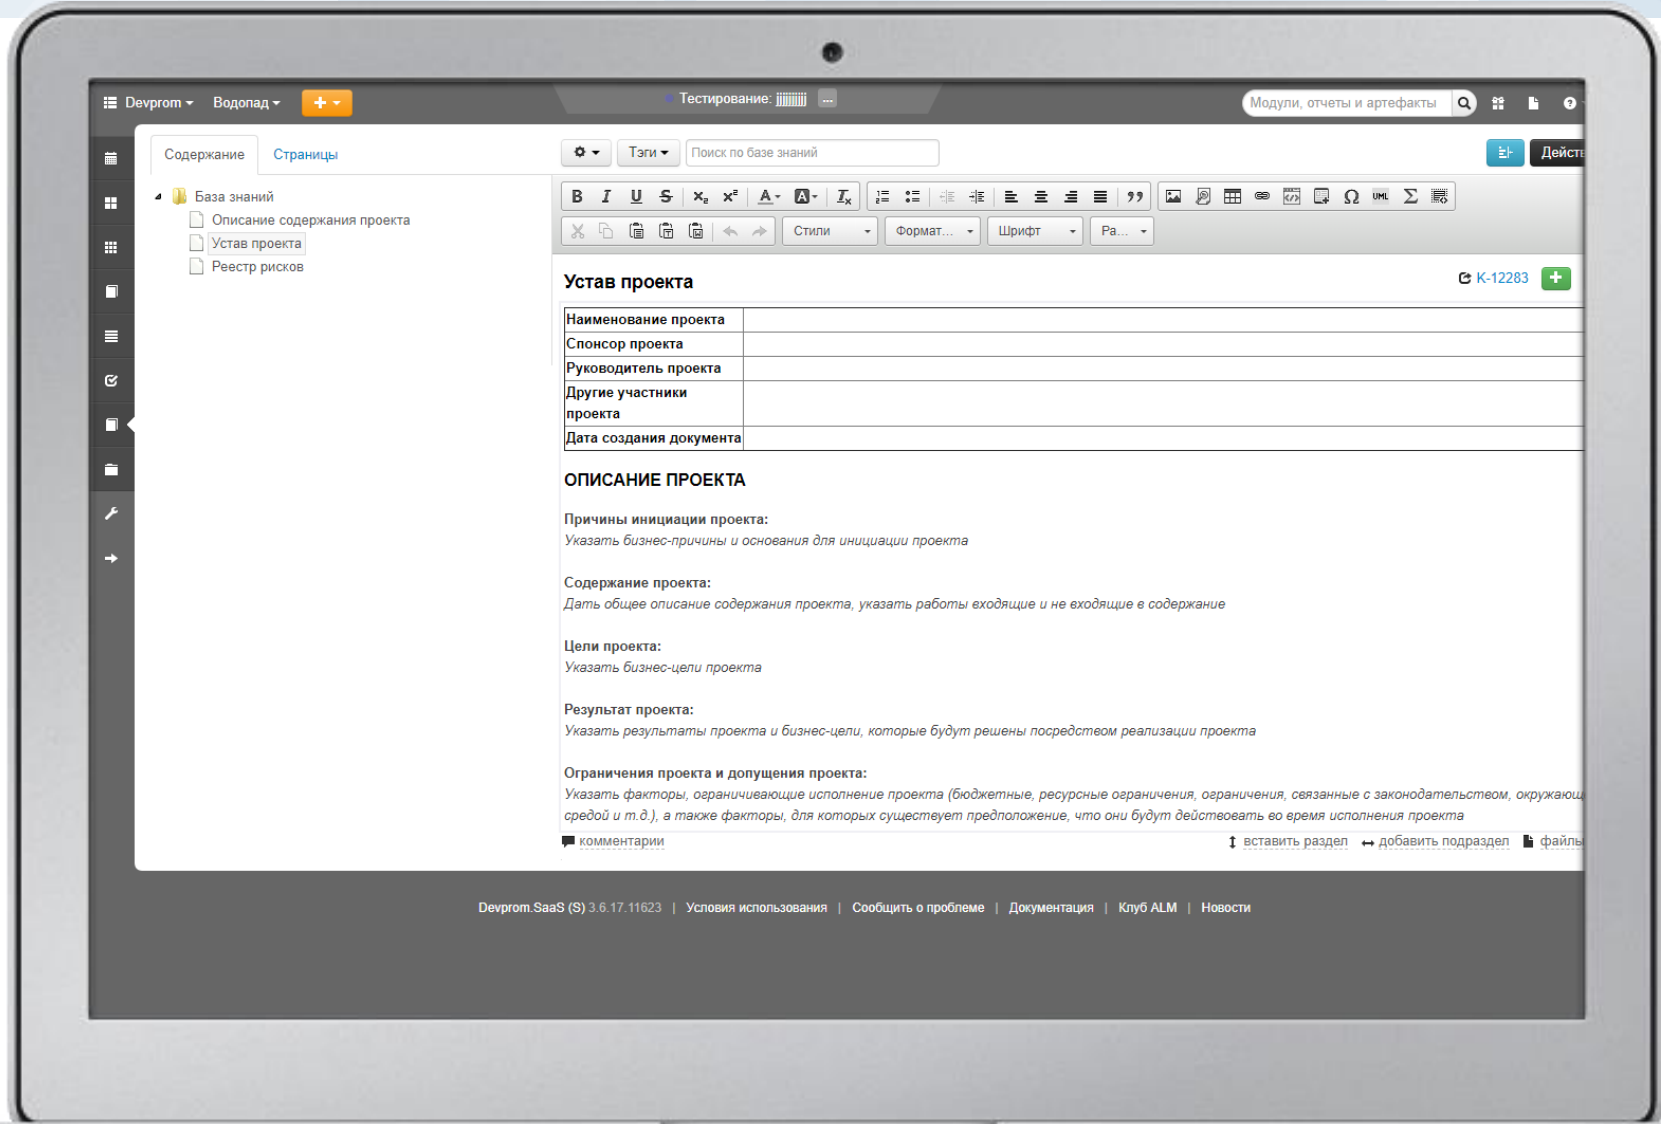 Devprom Водопад
Тестирование: jjjjjjjjj ...
Модули, отчеты и артефакты
Содержание Страницы
Тэги Поиск по базе знаний
База знаний
Описание содержания проекта
Устав проекта
Реестр рисков
B I U S x₂ x² A A Ix Ω UML Σ
Стили Формат... Шрифт Ра...
Устав проекта
K-12283
Наименование проекта
Спонсор проекта
Руководитель проекта
Другие участники
проекта
Дата создания документа
ОПИСАНИЕ ПРОЕКТА
Причины инициации проекта:
Указать бизнес-причины и основания для инициации проекта
Содержание проекта:
Дать общее описание содержания проекта, указать работы входящие и не входящие в содержание
Цели проекта:
Указать бизнес-цели проекта
Результат проекта:
Указать результаты проекта и бизнес-цели, которые будут решены посредством реализации проекта
Ограничения проекта и допущения проекта:
Указать факторы, ограничивающие исполнение проекта (бюджетные, ресурсные ограничения, ограничения, связанные с законодательством, окружающ
средой и т.д.), а также факторы, для которых существует предположение, что они будут действовать во время исполнения проекта
комментарии вставить раздел добавить подраздел файлы
Devprom.SaaS (S) 3.6.17.11623 | Условия использования | Сообщить о проблеме | Документация | Клуб ALM | Новости